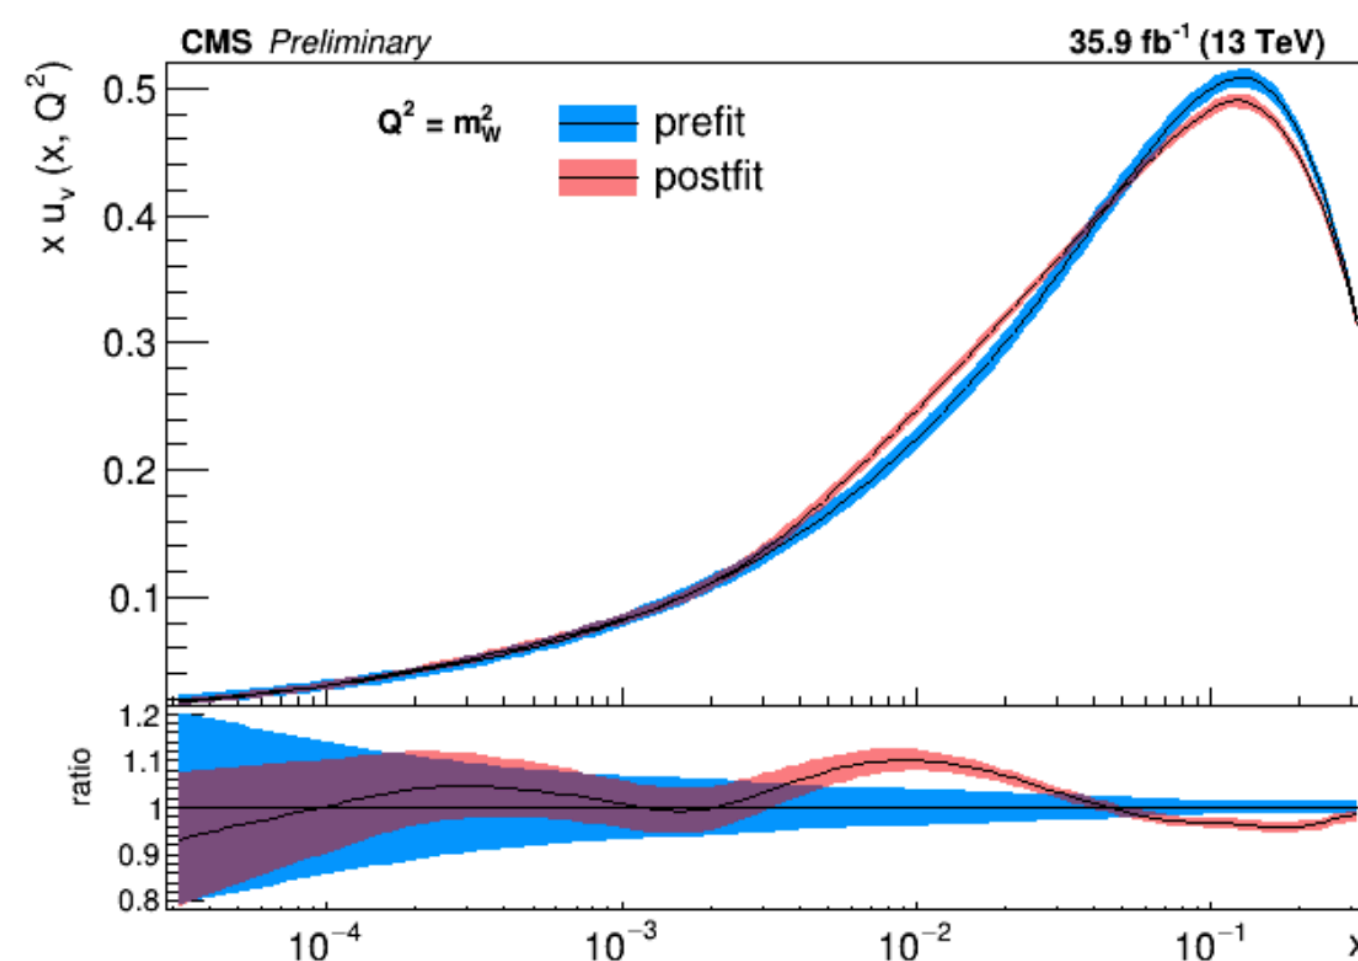 CMS Preliminary 35.9 fb⁻¹ (13 TeV)
x u_v (x, Q²)
Q² = m²_W
prefit
postfit
0.5
0.4
0.3
0.2
0.1
ratio
1.2
1.1
1
0.9
0.8
10⁻⁴ 10⁻³ 10⁻² 10⁻¹ x